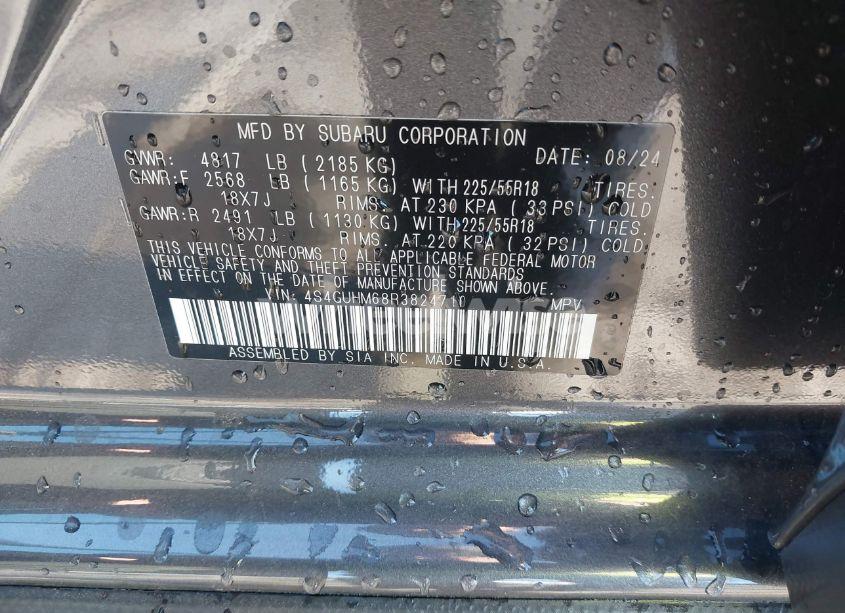 MFD BY SUBARU CORPORATION DATE: 08/24
GVWR: 4817 LB (2185 KG)
GAWR:F 2568 LB (1165 KG) WITH 225/55R18 TIRES.
18X7J RIMS. AT 230 KPA (33 PSI) COLD
GAWR:R 2491 LB (1130 KG) WITH 225/55R18 TIRES.
18X7J RIMS. AT 220 KPA (32 PSI) COLD.
THIS VEHICLE CONFORMS TO ALL APPLICABLE FEDERAL MOTOR
VEHICLE SAFETY AND THEFT PREVENTION STANDARDS
IN EFFECT ON THE DATE OF MANUFACTURE SHOWN ABOVE.
VIN: 4S4GUHM68R3824710 MPV
ASSEMBLED BY SIA INC. MADE IN U.S.A.